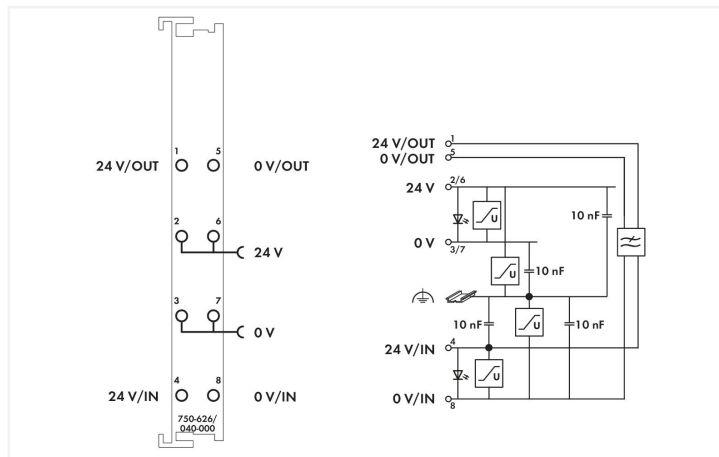 1 5
24 V/OUT 0 V/OUT
2 6
24 V
3 7
0 V
4 8
24 V/IN 0 V/IN
750-626/
040-000
24 V/OUT 1
0 V/OUT 5
24 V 2/6
10 nF
U
0 V 3/7
U
10 nF
10 nF U 10 nF
24 V/IN 4
U
0 V/IN 8